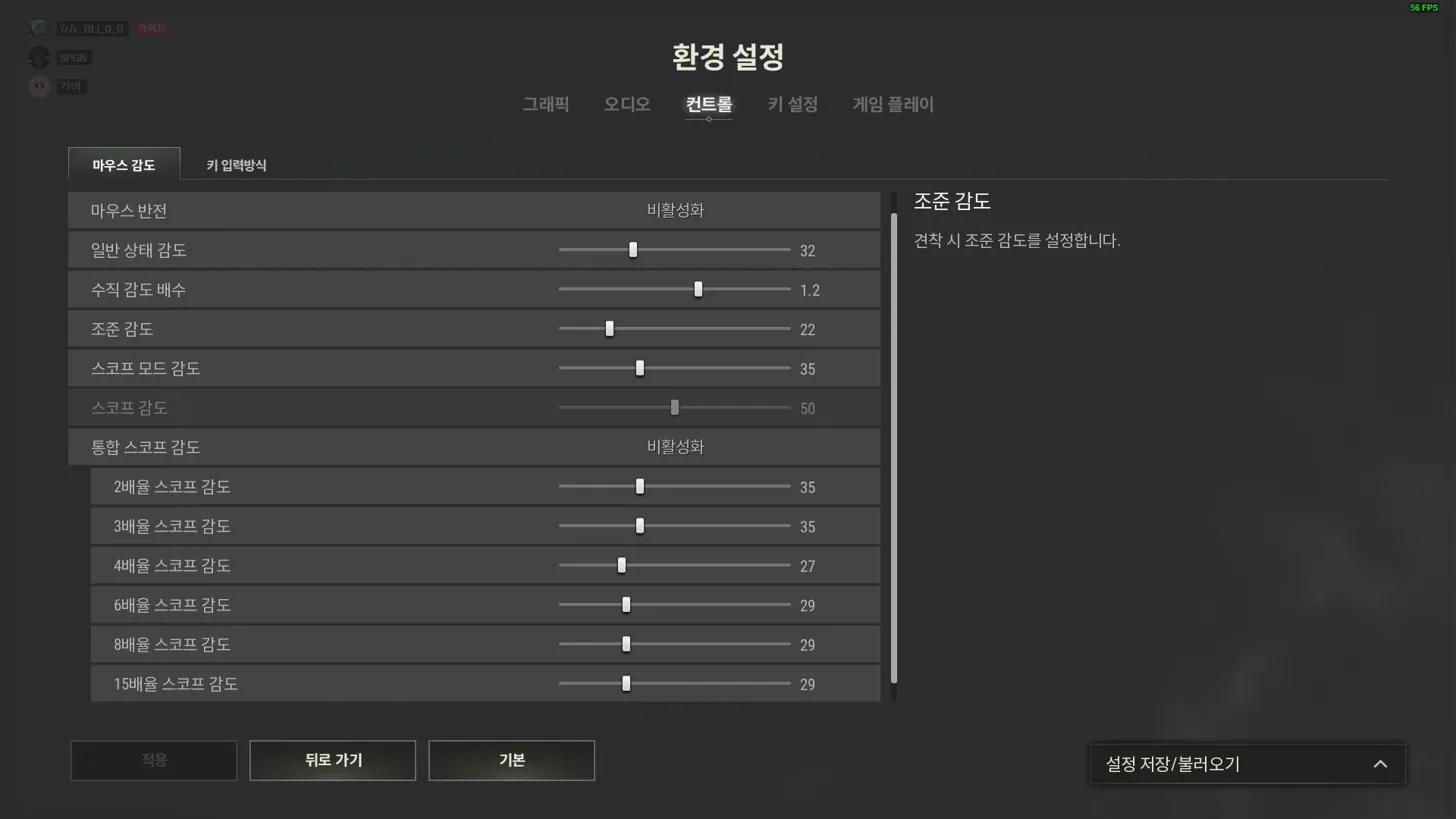 56 FPS
라이브
SPGB
커비
환경 설정
그래픽 오디오 컨트롤 키 설정 게임 플레이
마우스 감도 키 입력방식
마우스 반전 비활성화
일반 상태 감도 32
수직 감도 배수 1.2
조준 감도 22
스코프 모드 감도 35
스코프 감도 50
통합 스코프 감도 비활성화
2배율 스코프 감도 35
3배율 스코프 감도 35
4배율 스코프 감도 27
6배율 스코프 감도 29
8배율 스코프 감도 29
15배율 스코프 감도 29
조준 감도
견착 시 조준 감도를 설정합니다.
적용 뒤로 가기 기본
설정 저장/불러오기